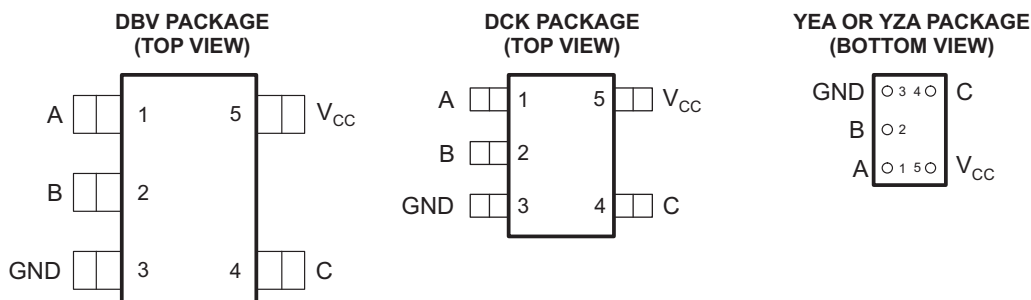 DBV PACKAGE
(TOP VIEW)
A 1 5 VCC
B 2
GND 3 4 C
DCK PACKAGE
(TOP VIEW)
A 1 5 VCC
B 2
GND 3 4 C
YEA OR YZA PACKAGE
(BOTTOM VIEW)
GND 3 4 C
B 2
A 1 5 VCC